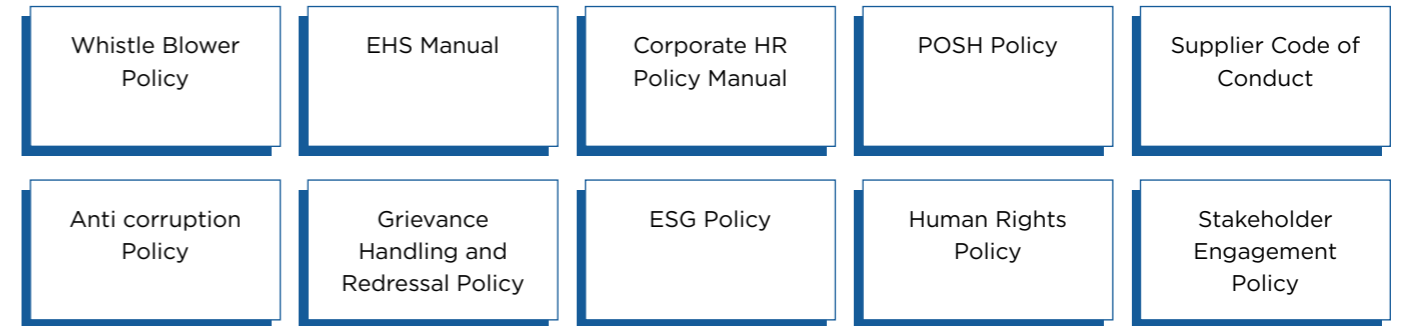 Whistle Blower
Policy
EHS Manual
Corporate HR
Policy Manual
POSH Policy
Supplier Code of
Conduct
Anti corruption
Policy
Grievance
Handling and
Redressal Policy
ESG Policy
Human Rights
Policy
Stakeholder
Engagement
Policy